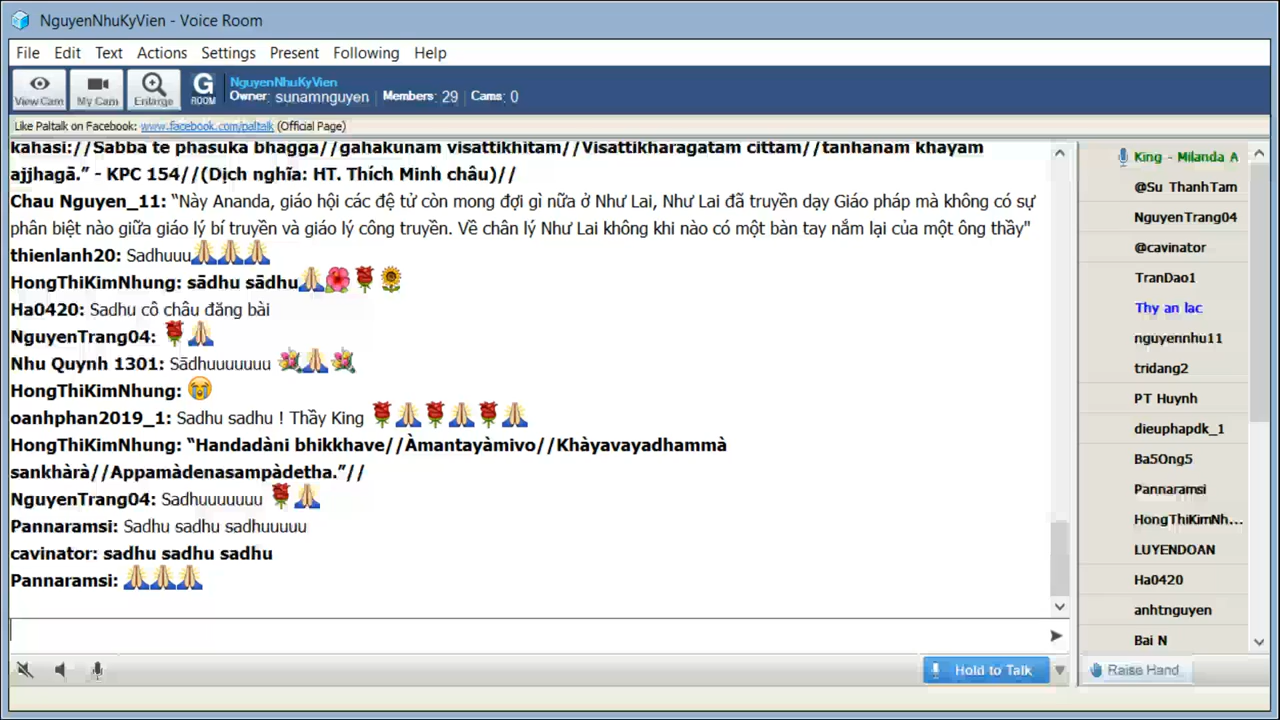 NguyenNhuKyVien - Voice Room
File Edit Text Actions Settings Present Following Help
View Cam My Cam Enlarge G ROOM
NguyenNhuKyVien
Owner: sunamnguyen | Members: 29 | Cams: 0
Like Paltalk on Facebook: www.facebook.com/paltalk (Official Page)
kahasi://Sabba te phasuka bhagga//gahakunam visattikhitam//Visattikharagatam cittam//tanhanam khayam
ajjhagā.” - KPC 154//(Dịch nghĩa: HT. Thích Minh châu)//
Chau Nguyen_11: “Này Ananda, giáo hội các đệ tử còn mong đợi gì nữa ở Như Lai, Như Lai đã truyền dạy Giáo pháp mà không có sự
phân biệt nào giữa giáo lý bí truyền và giáo lý công truyền. Về chân lý Như Lai không khi nào có một bàn tay nắm lại của một ông thầy"
thienlanh20: Sadhuuu🙏🙏🙏
HongThiKimNhung: sādhu sādhu🙏🌺🌹🌻
Ha0420: Sadhu cô châu đăng bài
NguyenTrang04: 🌹🙏
Nhu Quynh 1301: Sādhuuuuuuu 💐🙏💐
HongThiKimNhung: 😭
oanhphan2019_1: Sadhu sadhu ! Thầy King 🌹🙏🌹🙏🌹🙏
HongThiKimNhung: “Handadàni bhikkhave//Àmantayàmivo//Khàyavayadhammà
sankhàrà//Appamàdenasampàdetha.”//
NguyenTrang04: Sadhuuuuuuu 🌹🙏
Pannaramsi: Sadhu sadhu sadhuuuuu
cavinator: sadhu sadhu sadhu
Pannaramsi: 🙏🙏🙏
Hold to Talk
King - Milanda A
@Su ThanhTam
NguyenTrang04
@cavinator
TranDao1
Thy an lac
nguyennhu11
tridang2
PT Huynh
dieuphapdk_1
Ba5Ong5
Pannaramsi
HongThiKimNh...
LUYENDOAN
Ha0420
anhtnguyen
Bai N
Raise Hand